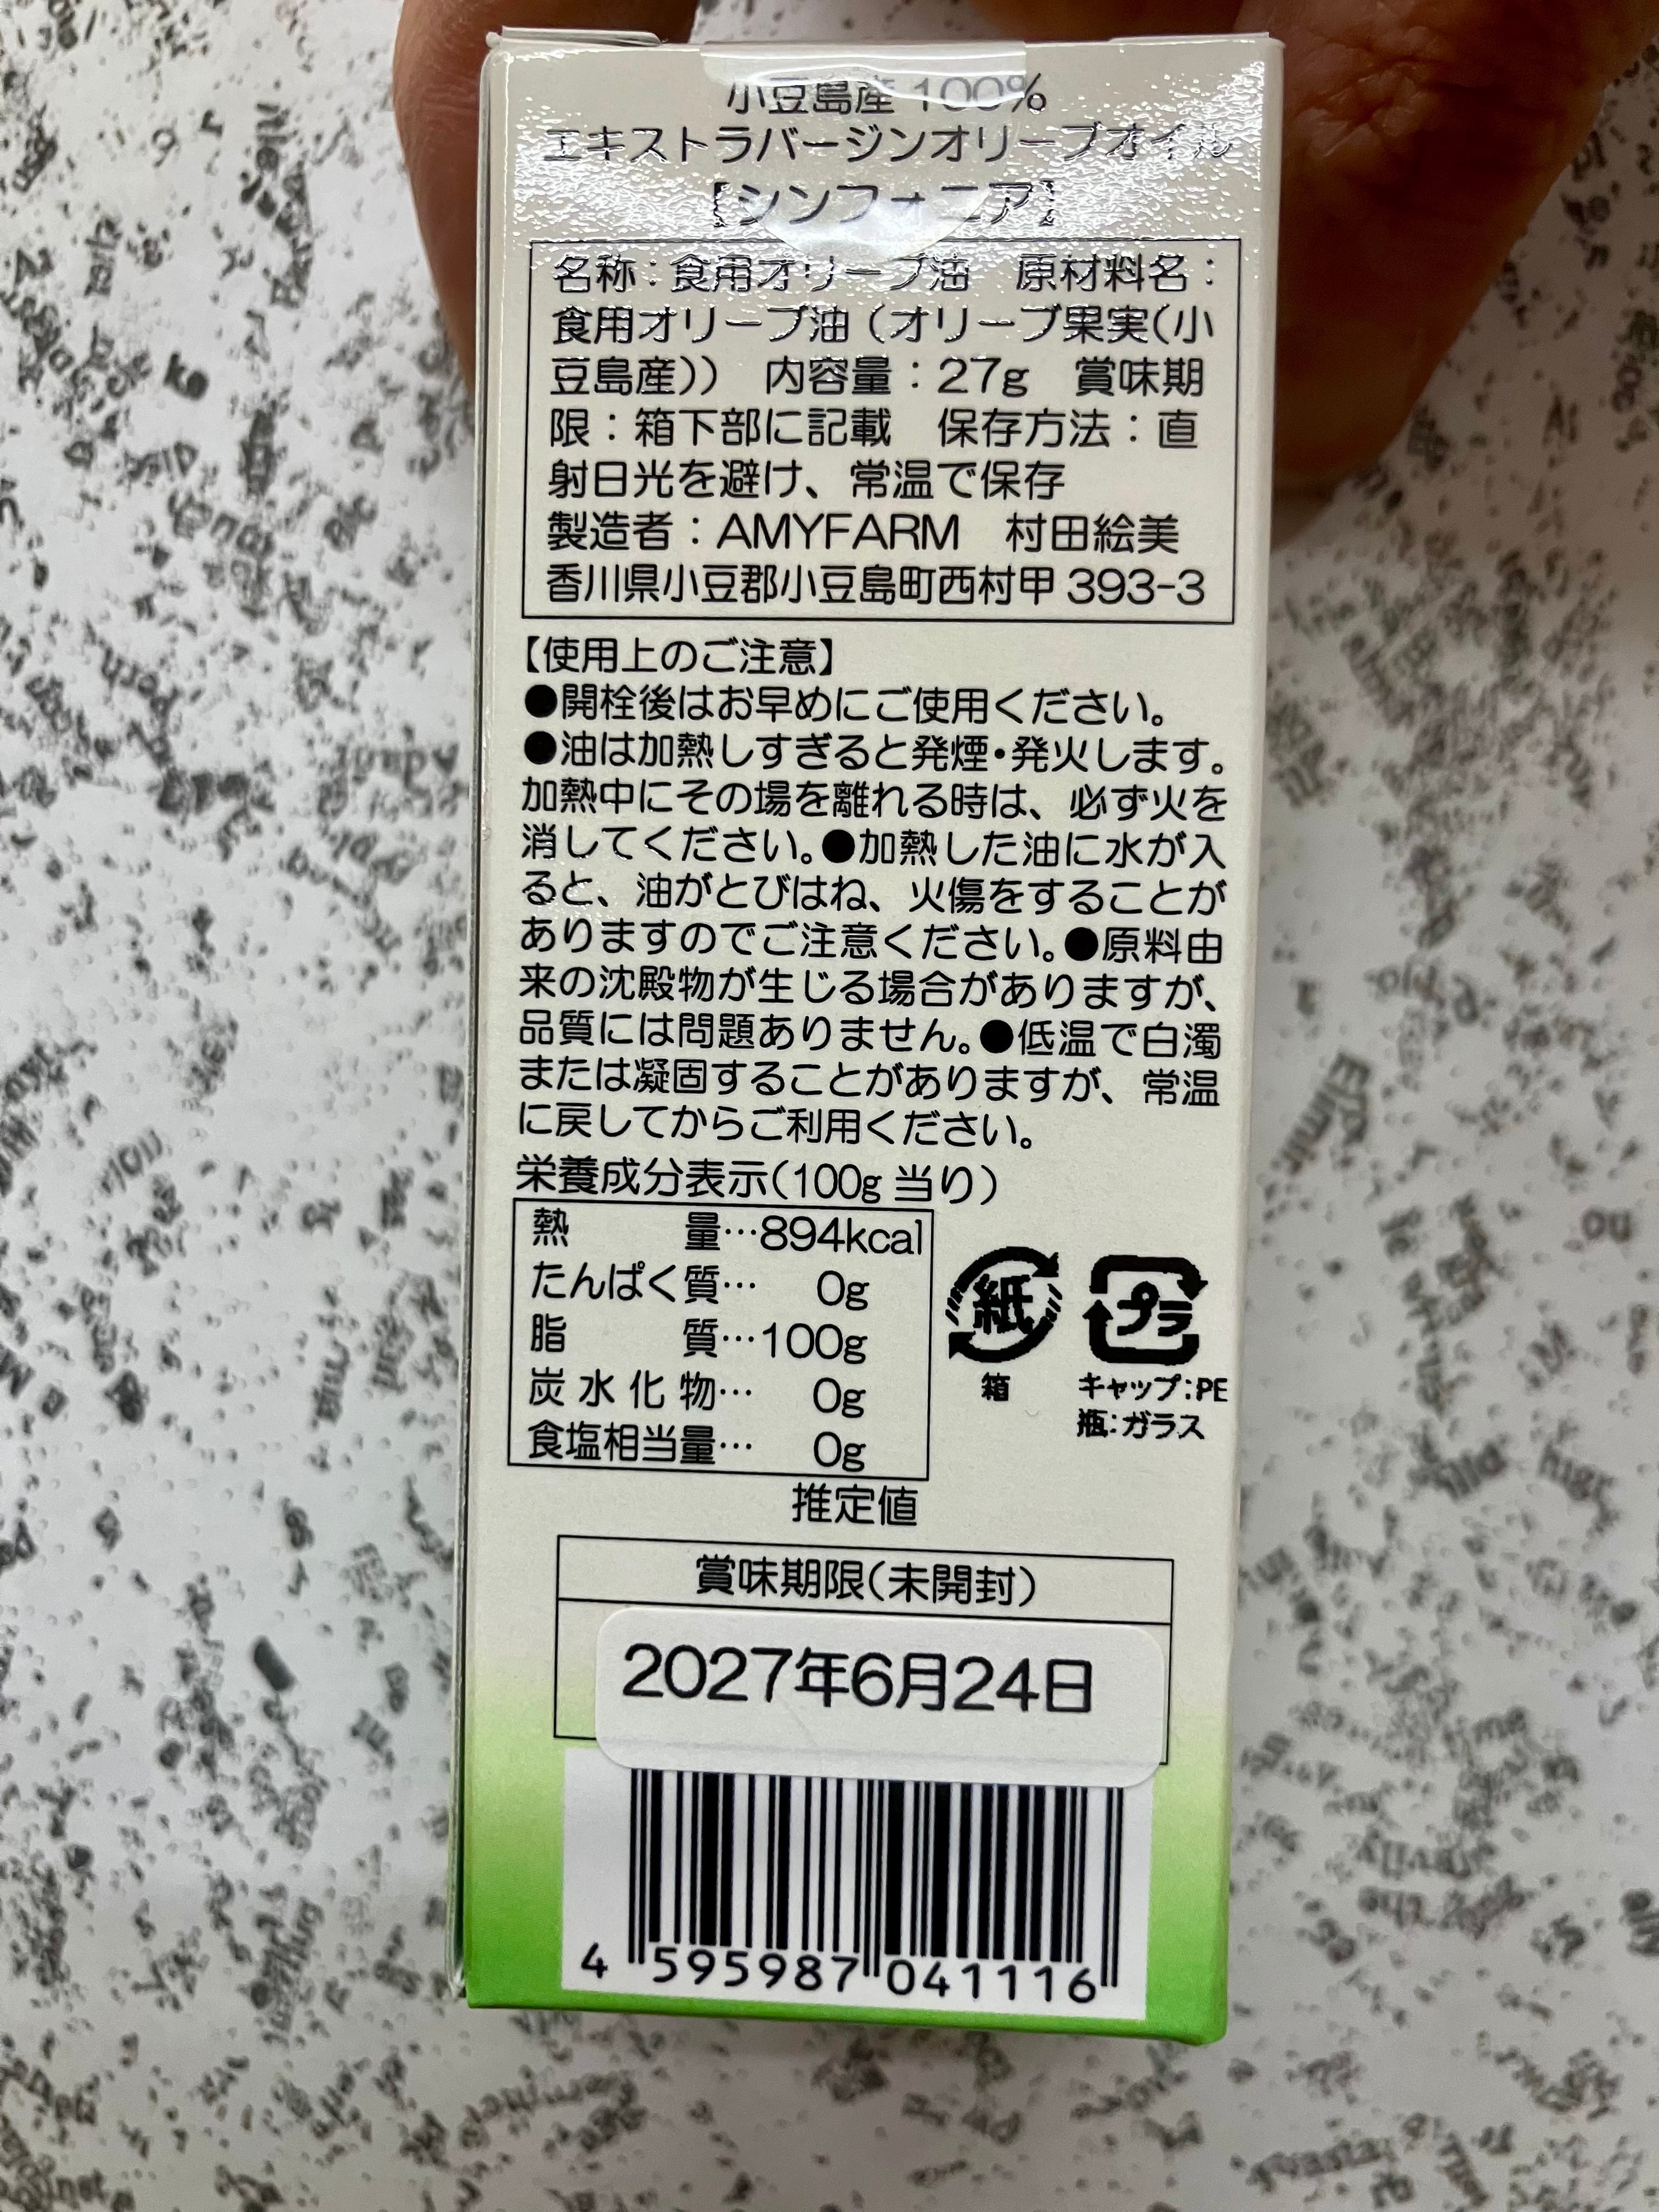 小豆島産 100%
エキストラバージンオリーブオイル
【シンフォニア】
名称：食用オリーブ油　原材料名：
食用オリーブ油（オリーブ果実（小
豆島産））　内容量：27g　賞味期
限：箱下部に記載　保存方法：直
射日光を避け、常温で保存
製造者：AMYFARM　村田絵美
香川県小豆郡小豆島町西村甲 393-3
【使用上のご注意】
●開栓後はお早めにご使用ください。
●油は加熱しすぎると発煙・発火します。
加熱中にその場を離れる時は、必ず火を
消してください。●加熱した油に水が入
ると、油がとびはね、火傷をすることが
ありますのでご注意ください。●原料由
来の沈殿物が生じる場合がありますが、
品質には問題ありません。●低温で白濁
または凝固することがありますが、常温
に戻してからご利用ください。
栄養成分表示（100g 当り）
熱量…894kcal
たんぱく質… 0g
脂質…100g
炭水化物… 0g
食塩相当量… 0g
推定値
紙
箱
プラ
キャップ：PE
瓶：ガラス
賞味期限（未開封）
2027年6月24日
4 595987 041116